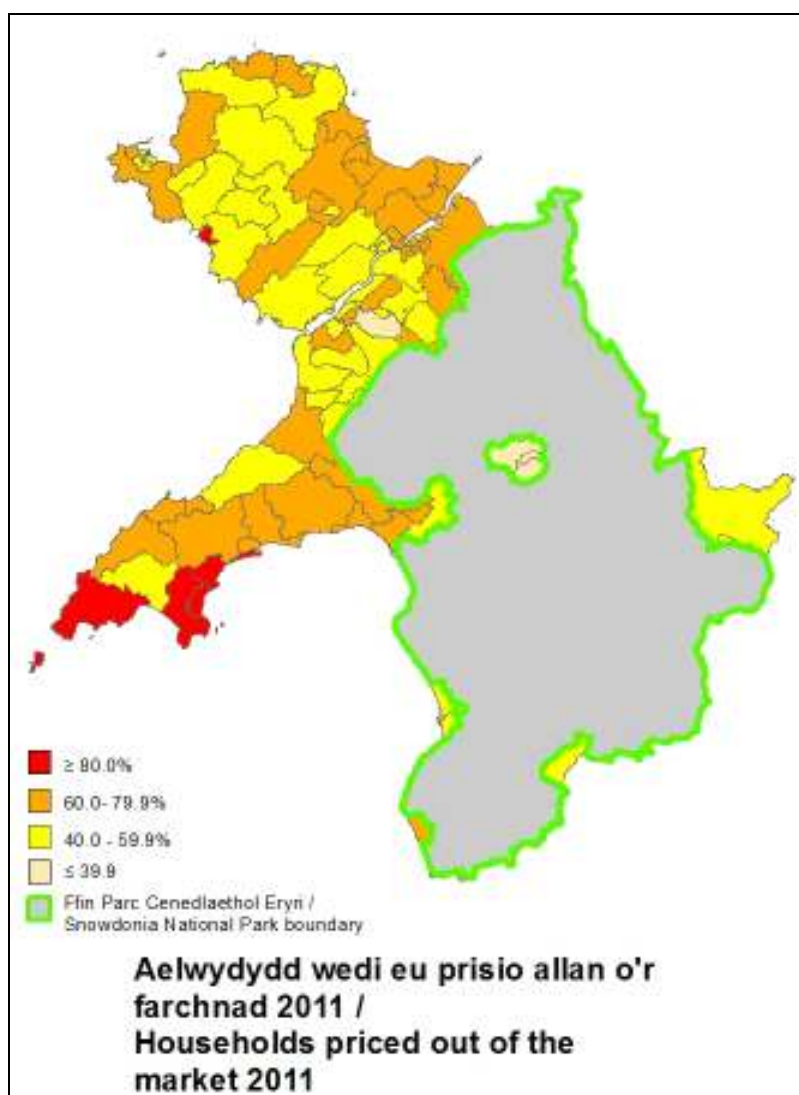 ≥ 80.0%
60.0- 79.9%
40.0 - 59.9%
≤ 39.9
Ffin Parc Cenedlaethol Eryri /
Snowdonia National Park boundary
Aelwydydd wedi eu prisio allan o'r
farchnad 2011 /
Households priced out of the
market 2011